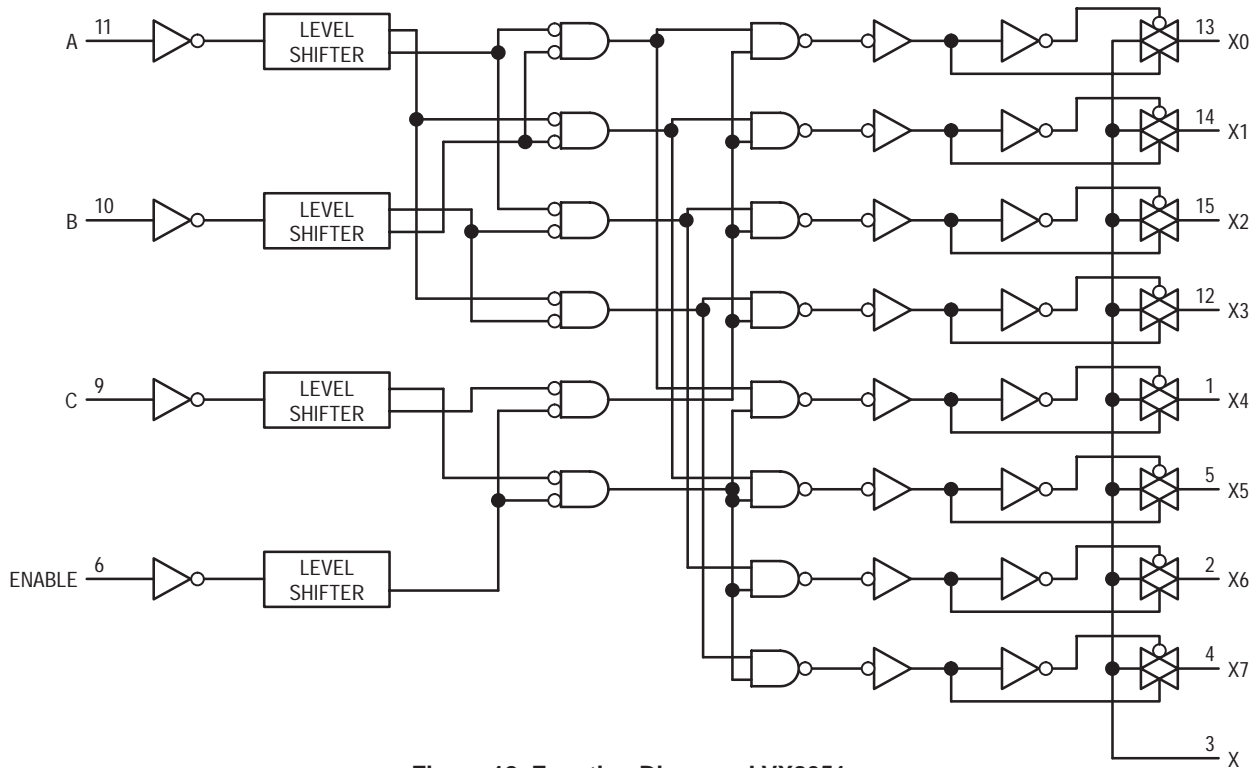 A 11 LEVEL SHIFTER 13 X0
14 X1
B 10 LEVEL SHIFTER 15 X2
12 X3
C 9 LEVEL SHIFTER 1 X4
5 X5
ENABLE 6 LEVEL SHIFTER 2 X6
4 X7
3 X